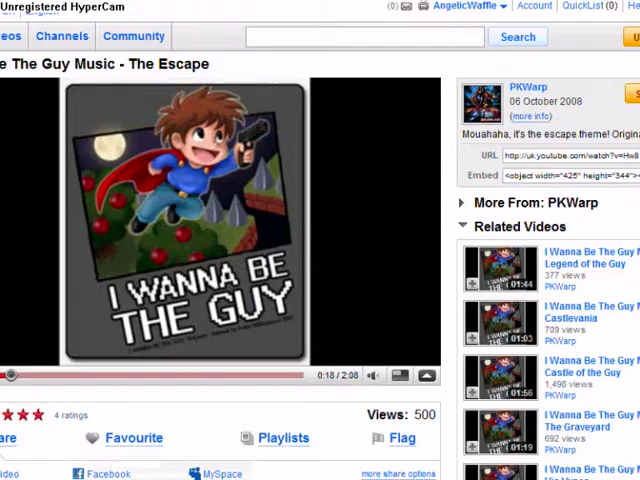 Unregistered HyperCam
(0)
AngelicWaffle
Account
QuickList (0)
He
eos
Channels
Community
Search
U
e The Guy Music - The Escape
I WANNA BE
THE GUY
PKWarp
06 October 2008
(more info)
S
Mouahaha, it's the escape theme! Origina
URL
http://uk.youtube.com/watch?v=Hw8
Embed
<object width="425" height="344"><
More From: PKWarp
Related Videos
01:44
I Wanna Be The Guy M
Legend of the Guy
377 views
PKWarp
01:03
I Wanna Be The Guy M
Castlevania
709 views
PKWarp
01:56
I Wanna Be The Guy M
Castle of the Guy
1,496 views
PKWarp
01:19
I Wanna Be The Guy M
The Graveyard
692 views
PKWarp
I Wanna Be The Guy M
0:18 / 2:08
4 ratings
Views: 500
are
Favourite
Playlists
Flag
ideo
Facebook
MySpace
more share options